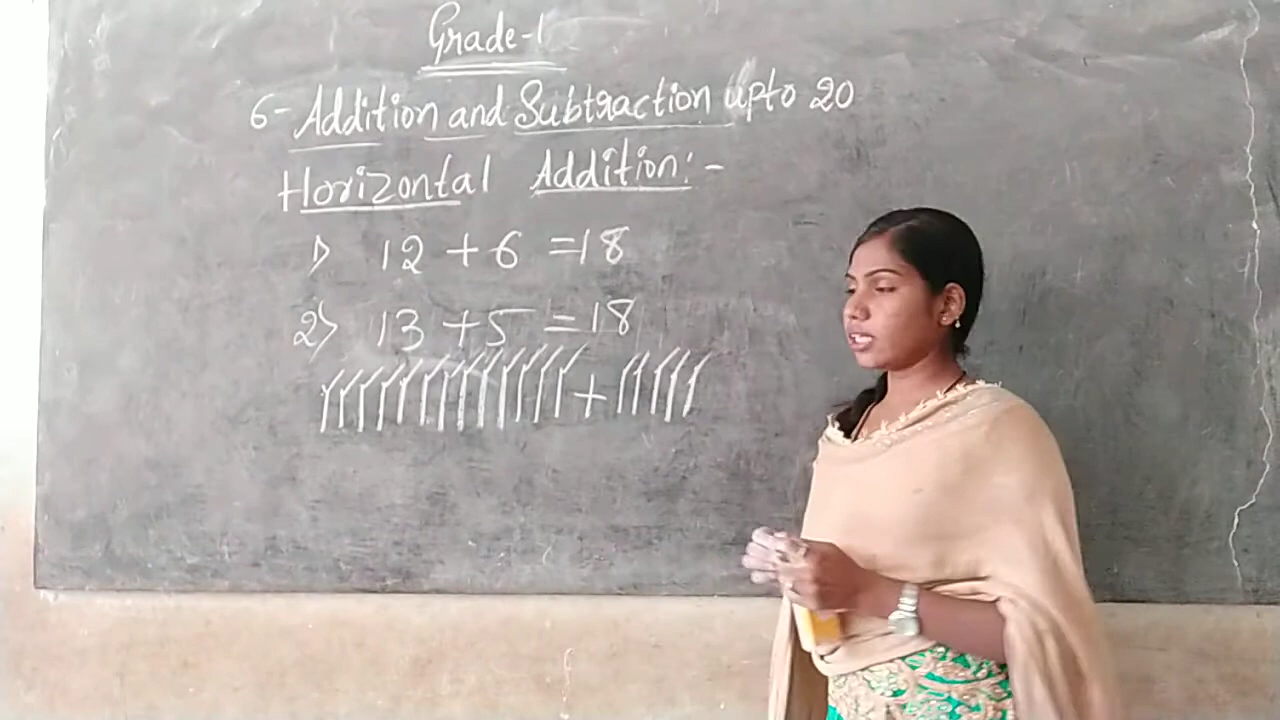 Grade-1
6-Addition and Subtraction upto 20
Horizontal Addition:-
1) 12 + 6 = 18
2) 13 + 5 = 18